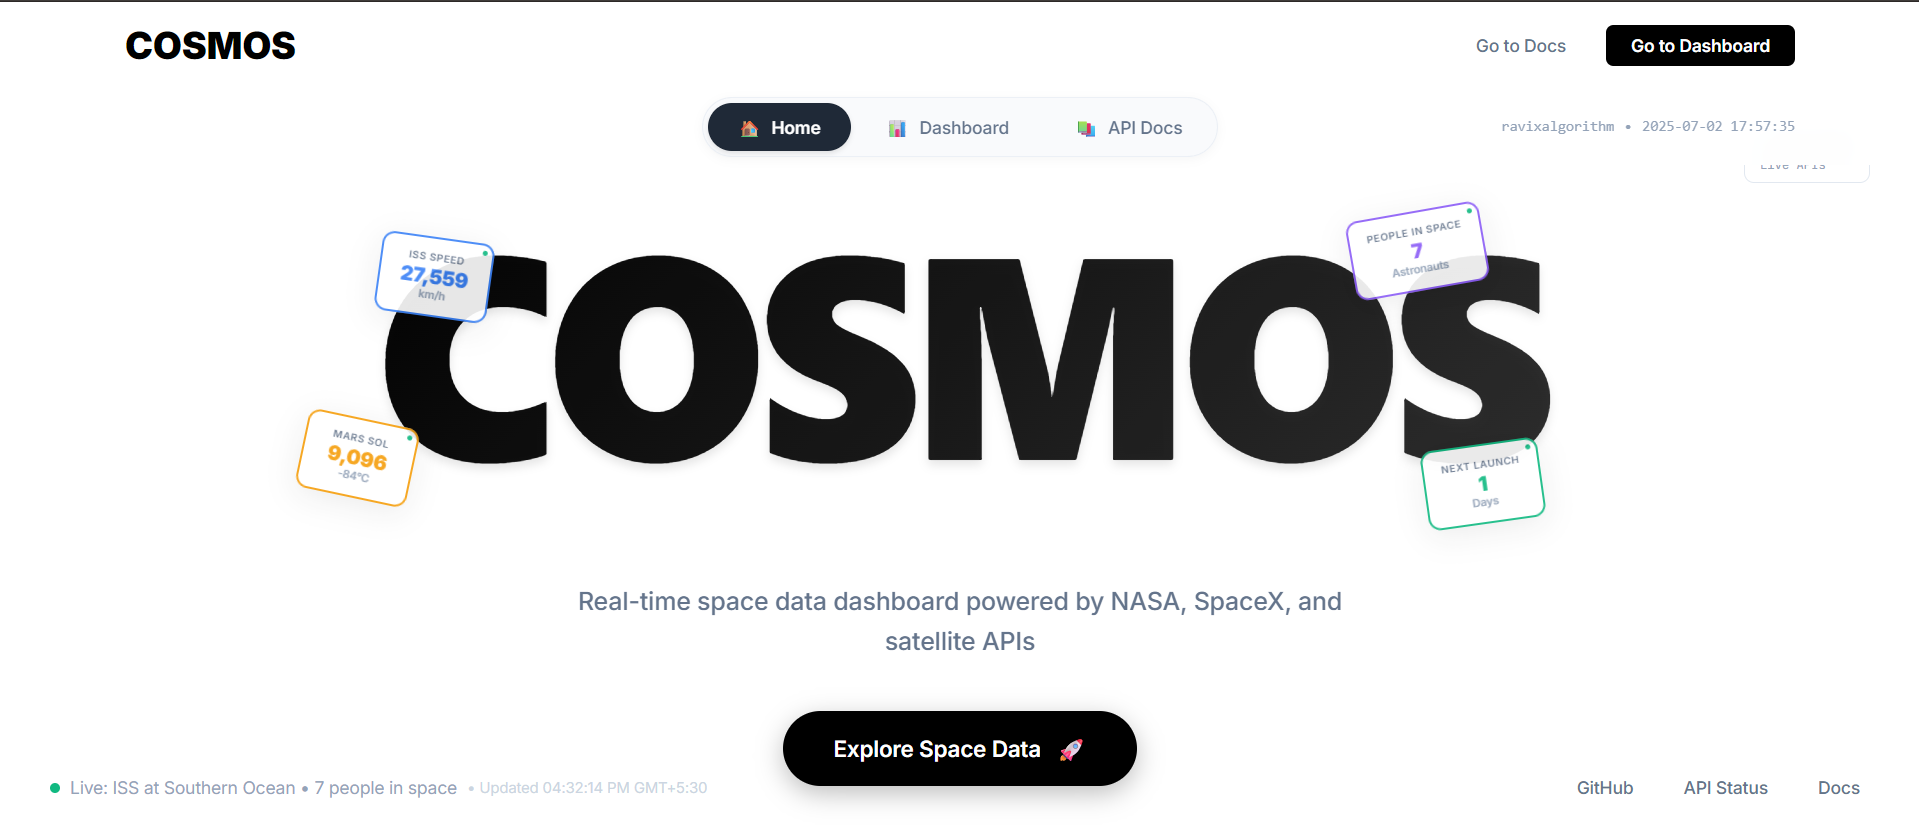 COSMOS
Go to Docs
Go to Dashboard
Home
Dashboard
API Docs
ravixalgorithm • 2025-07-02 17:57:35
Live APIs
ISS SPEED
27,559
km/h
PEOPLE IN SPACE
7
Astronauts
COSMOS
MARS SOL
9,096
-84°C
NEXT LAUNCH
1
Days
Real-time space data dashboard powered by NASA, SpaceX, and
satellite APIs
Explore Space Data
Live: ISS at Southern Ocean • 7 people in space • Updated 04:32:14 PM GMT+5:30
GitHub
API Status
Docs